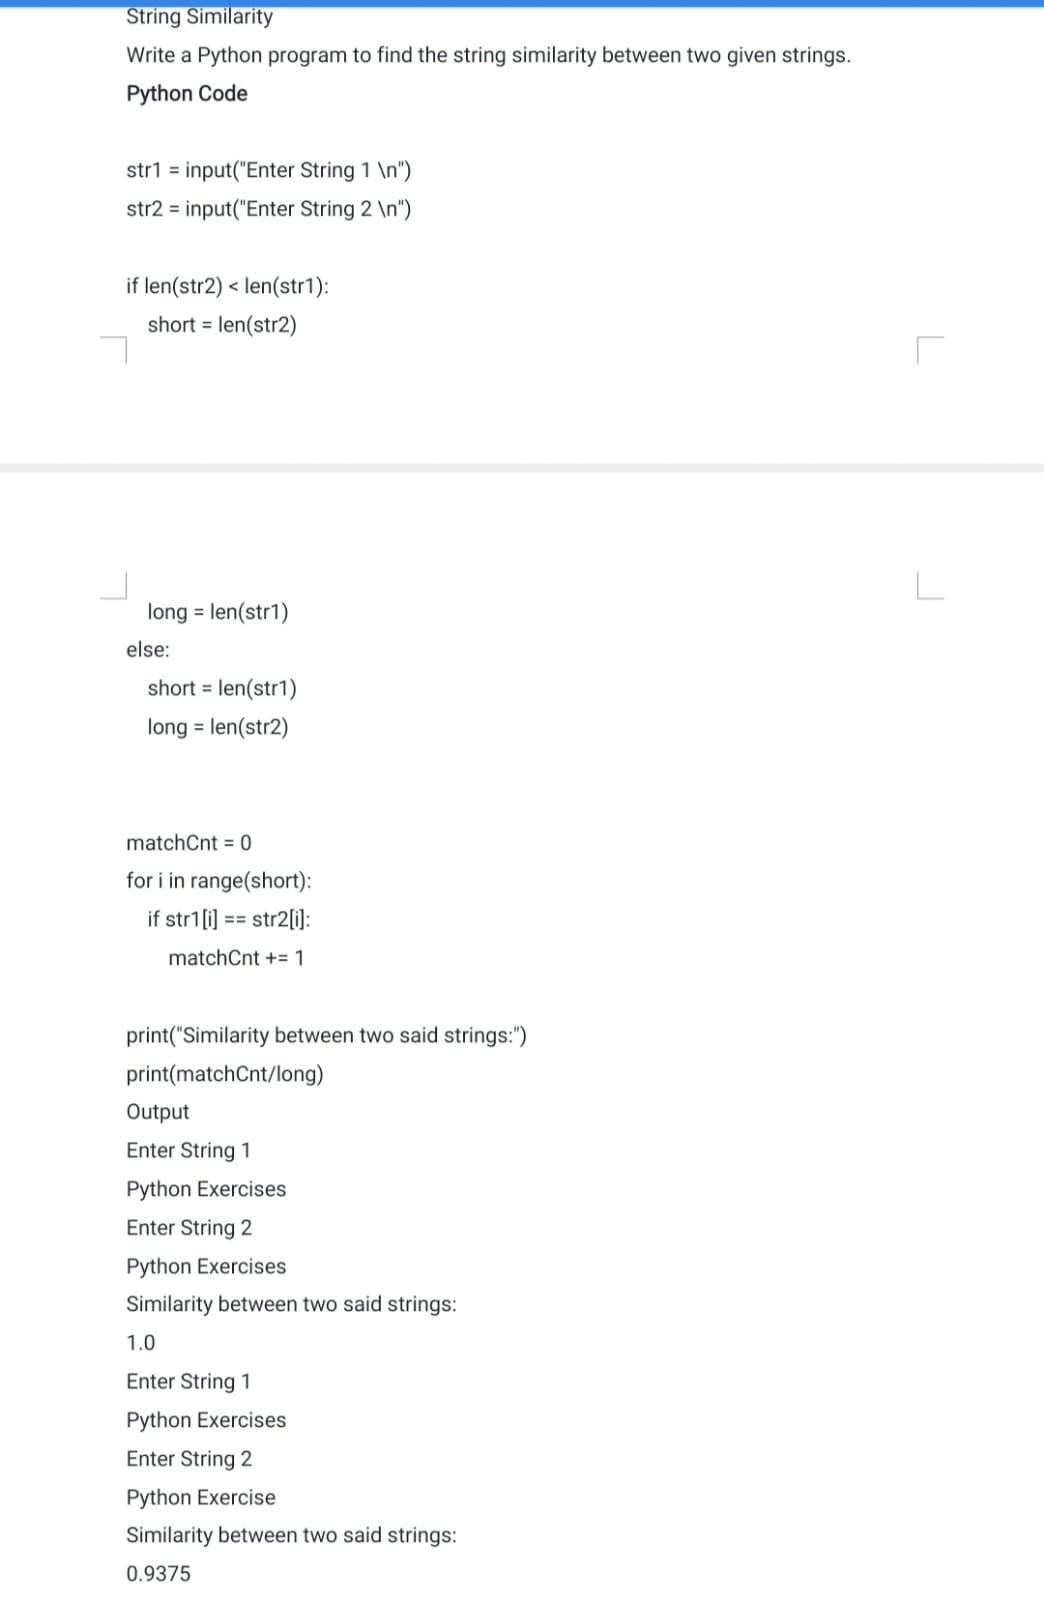 String Similarity
Write a Python program to find the string similarity between two given strings.
Python Code
str1 = input("Enter String 1 \n")
str2 = input("Enter String 2 \n")
if len(str2) < len(str1):
short = len(str2)
long = len(str1)
else:
short = len(str1)
long = len(str2)
matchCnt = 0
for i in range(short):
if str1[i] == str2[i]:
matchCnt += 1
print("Similarity between two said strings:")
print(matchCnt/long)
Output
Enter String 1
Python Exercises
Enter String 2
Python Exercises
Similarity between two said strings:
1.0
Enter String 1
Python Exercises
Enter String 2
Python Exercise
Similarity between two said strings:
0.9375